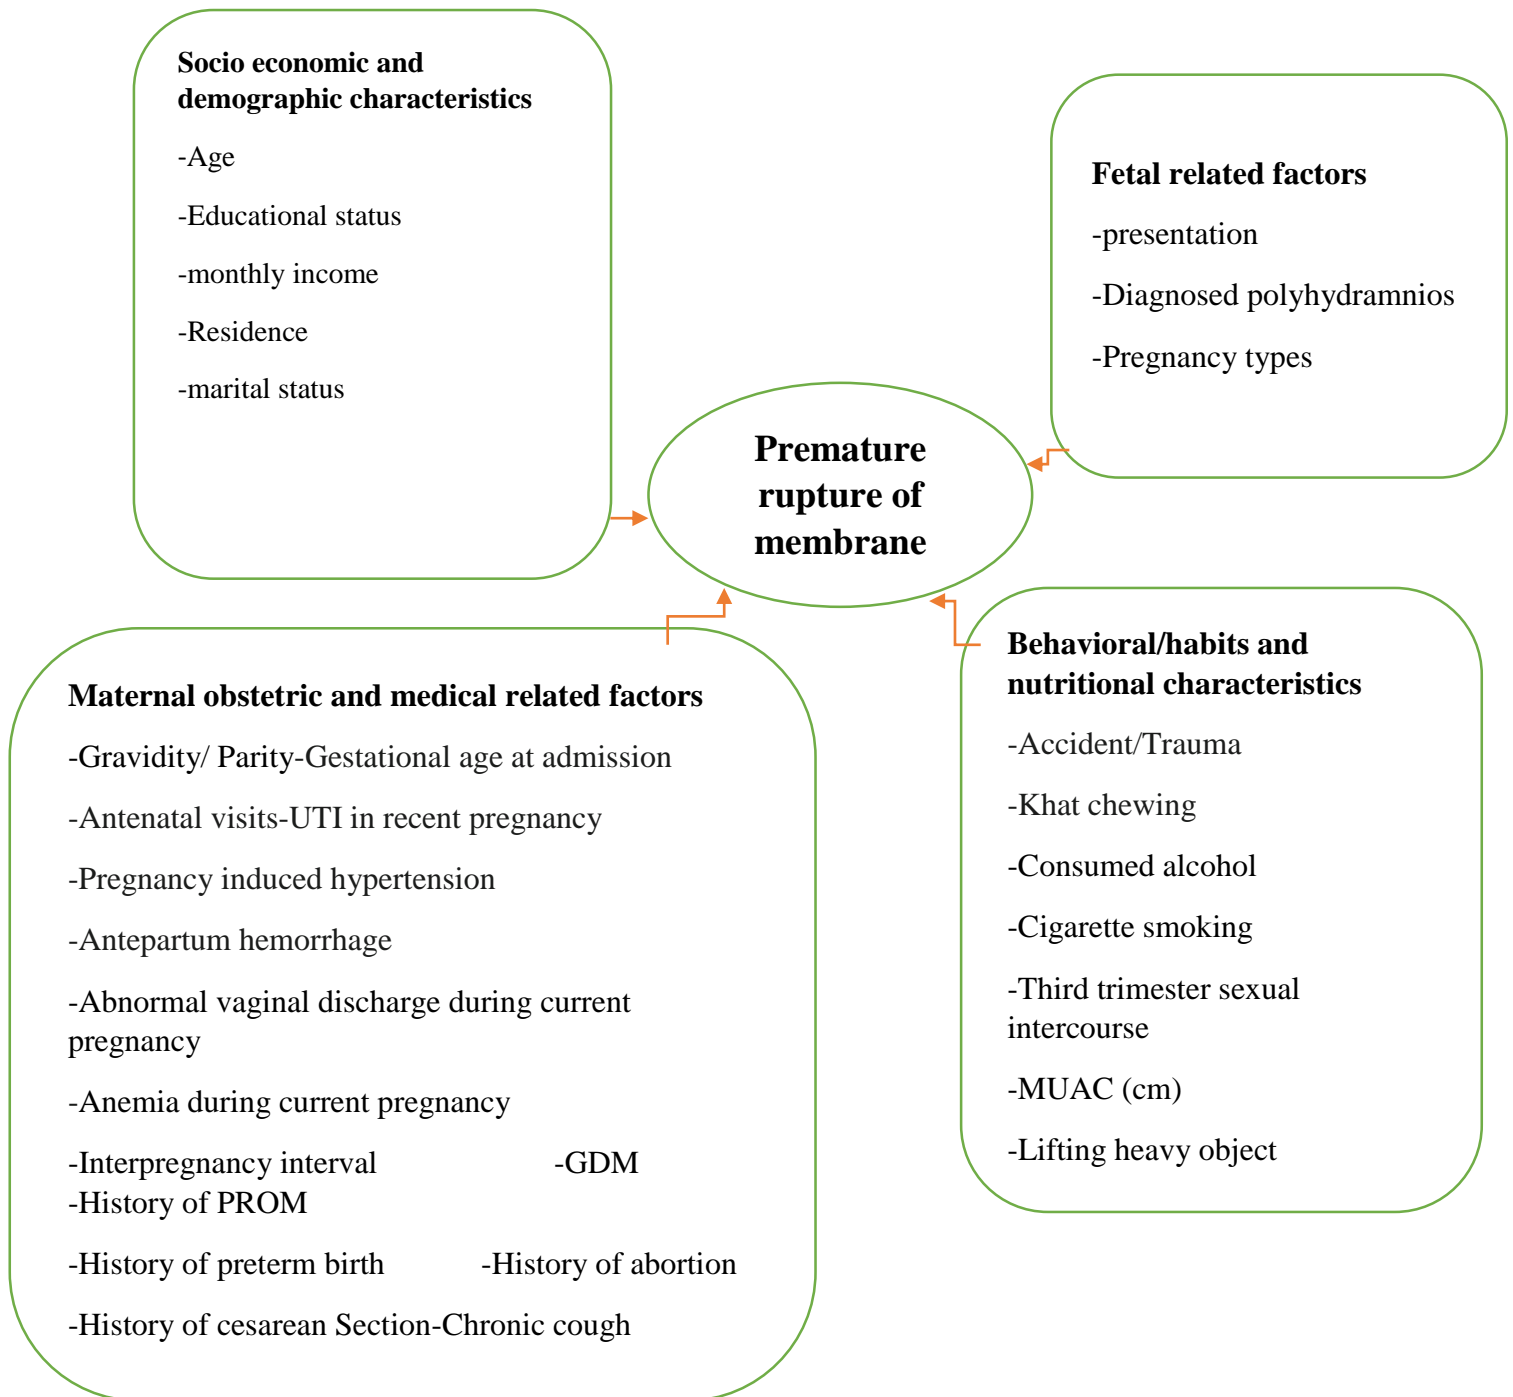 Socio economic and
demographic characteristics
-Age
-Educational status
-monthly income
-Residence
-marital status
Fetal related factors
-presentation
-Diagnosed polyhydramnios
-Pregnancy types
Premature
rupture of
membrane
Maternal obstetric and medical related factors
-Gravidity/ Parity-Gestational age at admission
-Antenatal visits-UTI in recent pregnancy
-Pregnancy induced hypertension
-Antepartum hemorrhage
-Abnormal vaginal discharge during current
pregnancy
-Anemia during current pregnancy
-Interpregnancy interval -GDM
-History of PROM
-History of preterm birth -History of abortion
-History of cesarean Section-Chronic cough
Behavioral/habits and
nutritional characteristics
-Accident/Trauma
-Khat chewing
-Consumed alcohol
-Cigarette smoking
-Third trimester sexual
intercourse
-MUAC (cm)
-Lifting heavy object